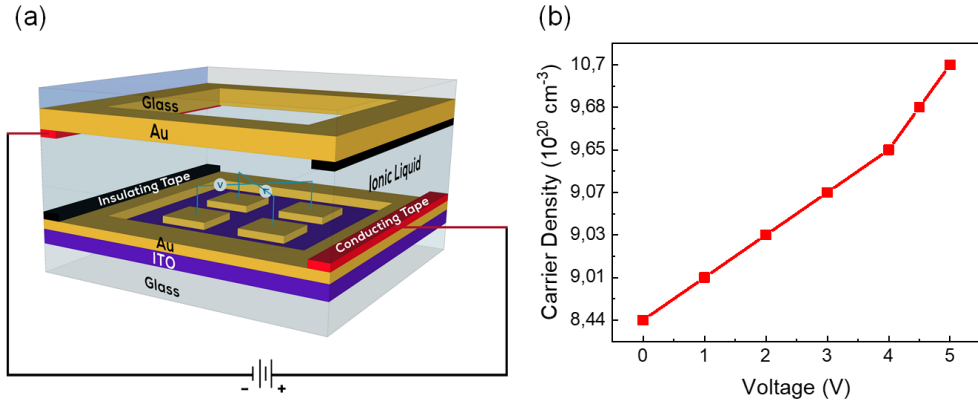 (a)
Glass
Au
Ionic Liquid
Insulating Tape
V
Conducting Tape
Au
ITO
Glass
- +
(b)
Carrier Density (10²⁰ cm⁻³)
10,7
9,68
9,65
9,07
9,03
9,01
8,44
0 1 2 3 4 5
Voltage (V)